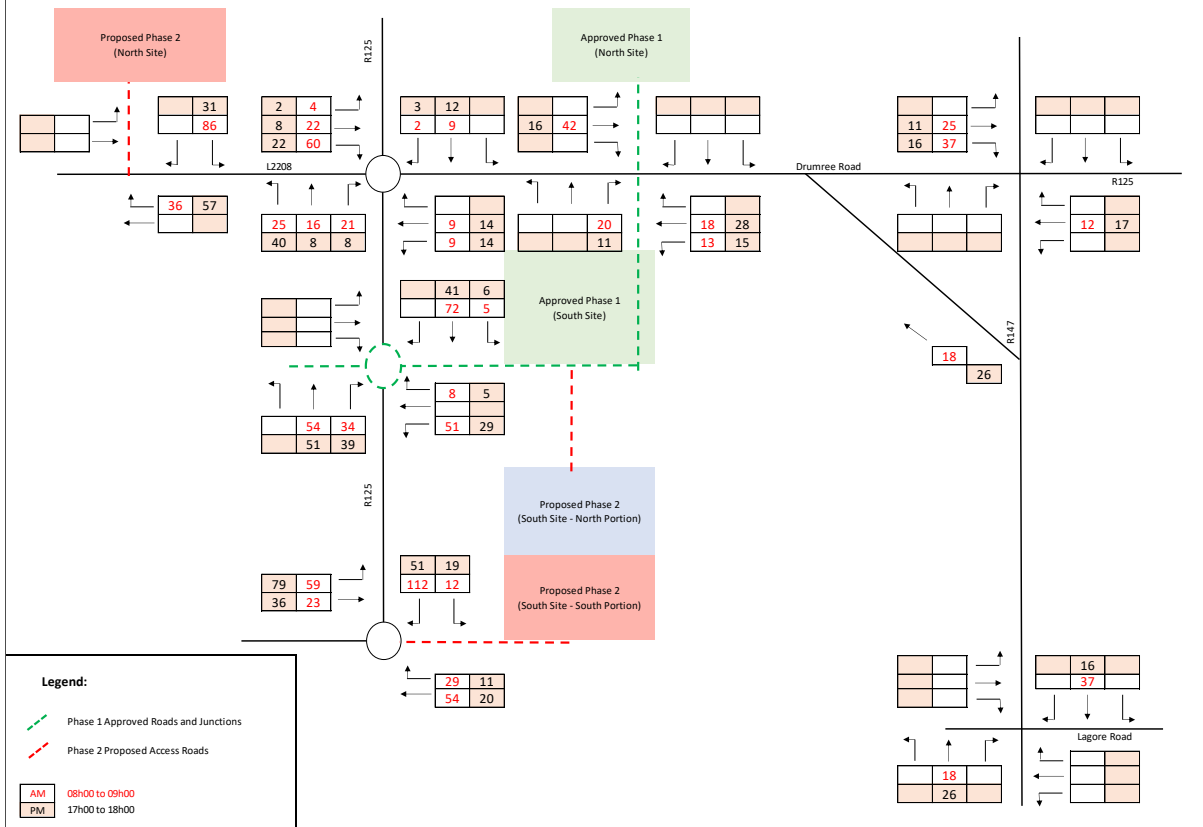 Proposed Phase 2
(North Site)
R125
Approved Phase 1
(North Site)
31
86
2 4
8 22
22 60
3 12
2 9
16 42
11 25
16 37
L2208
Drumree Road
R125
36 57
25 16 21
40 8 8
9 14
9 14
20
11
18 28
13 15
12 17
41 6
72 5
Approved Phase 1
(South Site)
R147
18
26
8 5
51 29
54 34
51 39
R125
Proposed Phase 2
(South Site - North Portion)
79 59
36 23
51 19
112 12
Proposed Phase 2
(South Site - South Portion)
29 11
54 20
16
37
Lagore Road
18
26
Legend:
Phase 1 Approved Roads and Junctions
Phase 2 Proposed Access Roads
AM 08h00 to 09h00
PM 17h00 to 18h00